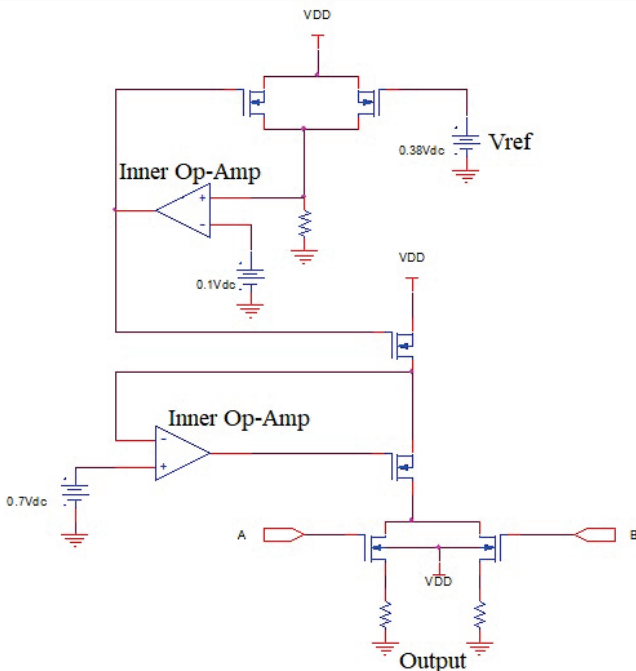 VDD
0.38Vdc
Vref
Inner Op-Amp
+
-
0.1Vdc
VDD
Inner Op-Amp
-
+
0.7Vdc
A
B
VDD
Output